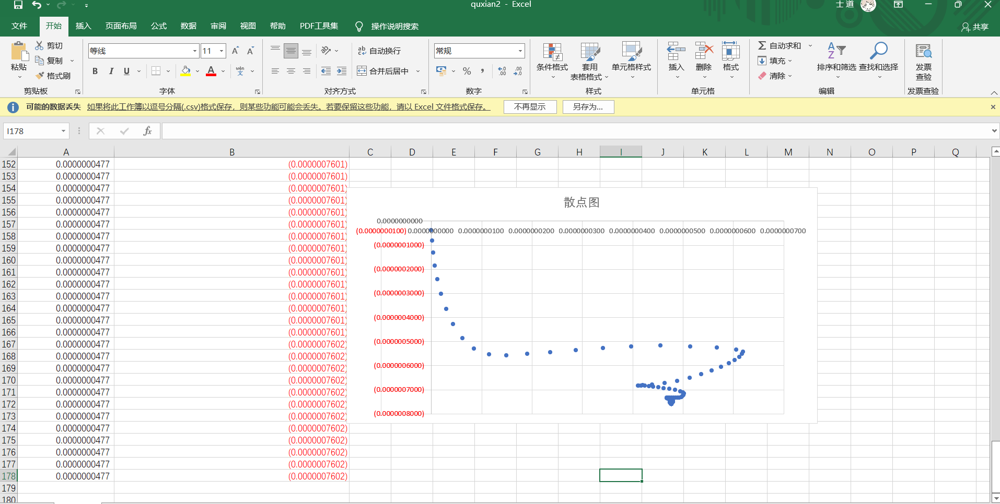 quxian2 - Excel
士道
文件 开始 插入 页面布局 公式 数据 审阅 视图 帮助 PDF工具集 操作说明搜索 共享
剪切
复制
格式刷
粘贴
剪贴板
等线 11
B I U A wén 文
字体
ab 自动换行
合并后居中
对齐方式
常规
% ,
数字
条件格式 套用 表格格式 单元格样式
样式
插入 删除 格式
单元格
自动求和
填充
清除
排序和筛选 查找和选择
编辑
发票 查验
发票查验
可能的数据丢失 如果将此工作簿以逗号分隔(.csv)格式保存，则某些功能可能会丢失。若要保留这些功能，请以 Excel 文件格式保存。 不再显示 另存为...
I178 fx
A B C D E F G H I J K L M N O P Q
152 0.0000000477 (0.0000007601)
153 0.0000000477 (0.0000007601)
154 0.0000000477 (0.0000007601)
155 0.0000000477 (0.0000007601)
156 0.0000000477 (0.0000007601)
157 0.0000000477 (0.0000007601)
158 0.0000000477 (0.0000007601)
159 0.0000000477 (0.0000007601)
160 0.0000000477 (0.0000007601)
161 0.0000000477 (0.0000007601)
162 0.0000000477 (0.0000007601)
163 0.0000000477 (0.0000007601)
164 0.0000000477 (0.0000007601)
165 0.0000000477 (0.0000007601)
166 0.0000000477 (0.0000007601)
167 0.0000000477 (0.0000007602)
168 0.0000000477 (0.0000007602)
169 0.0000000477 (0.0000007602)
170 0.0000000477 (0.0000007602)
171 0.0000000477 (0.0000007602)
172 0.0000000477 (0.0000007602)
173 0.0000000477 (0.0000007602)
174 0.0000000477 (0.0000007602)
175 0.0000000477 (0.0000007602)
176 0.0000000477 (0.0000007602)
177 0.0000000477 (0.0000007602)
178 0.0000000477 (0.0000007602)
179
180
散点图
0.0000000000
(0.0000000100) 0.0000000000 0.0000000100 0.0000000200 0.0000000300 0.0000000400 0.0000000500 0.0000000600 0.0000000700
(0.0000001000)
(0.0000002000)
(0.0000003000)
(0.0000004000)
(0.0000005000)
(0.0000006000)
(0.0000007000)
(0.0000008000)